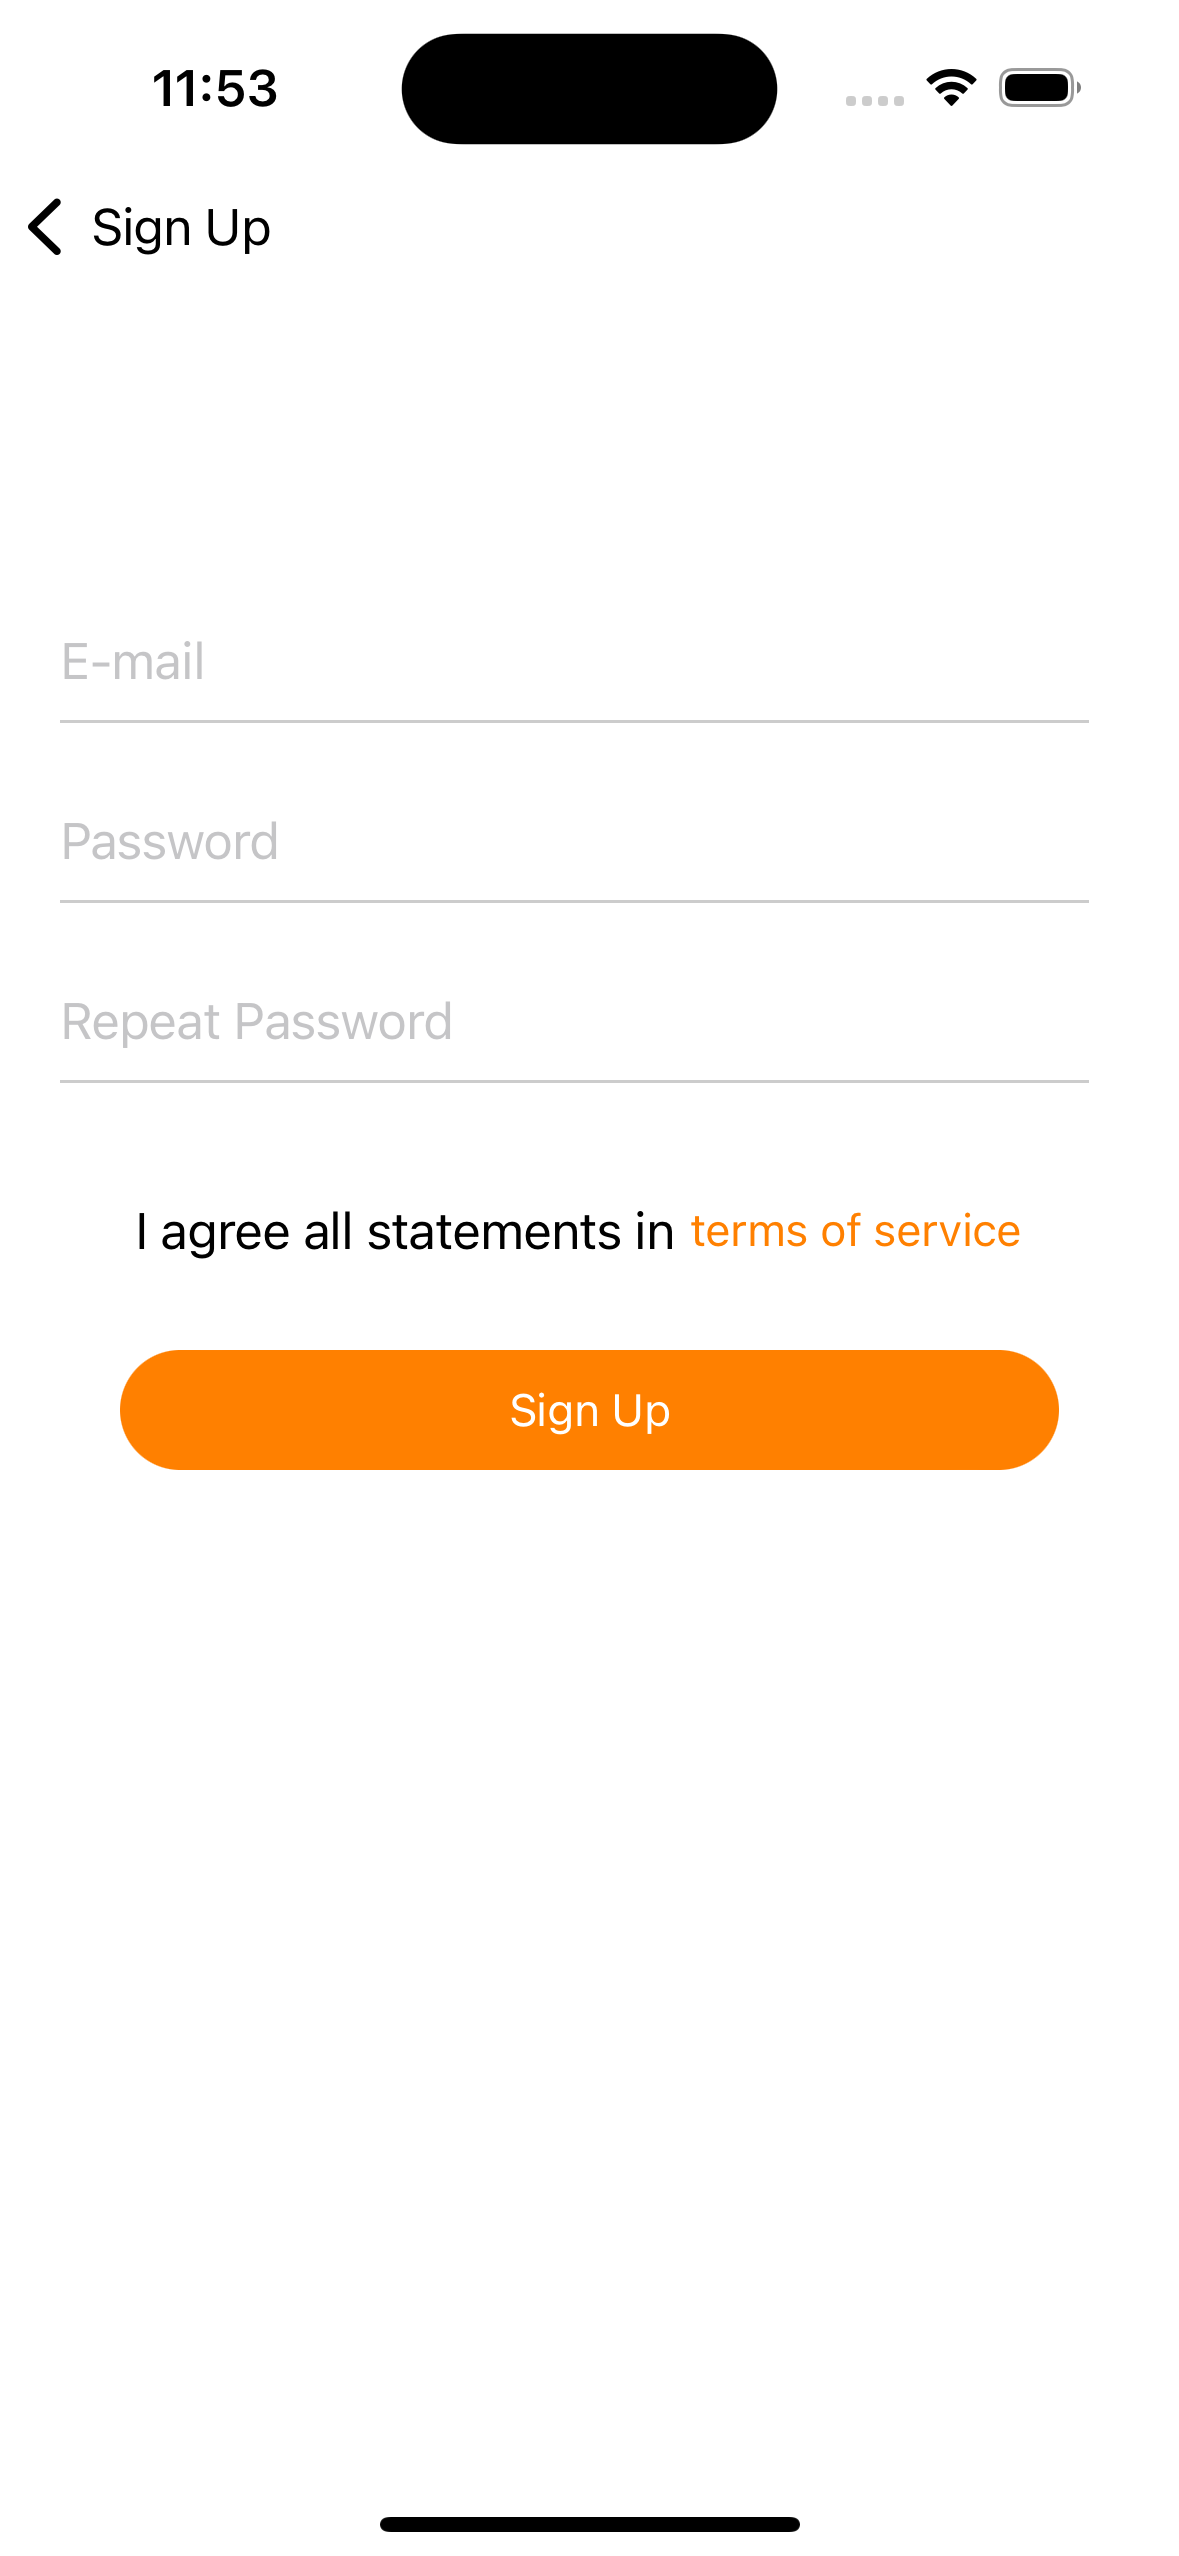 11:53
Sign Up
E-mail
Password
Repeat Password
I agree all statements in terms of service
Sign Up